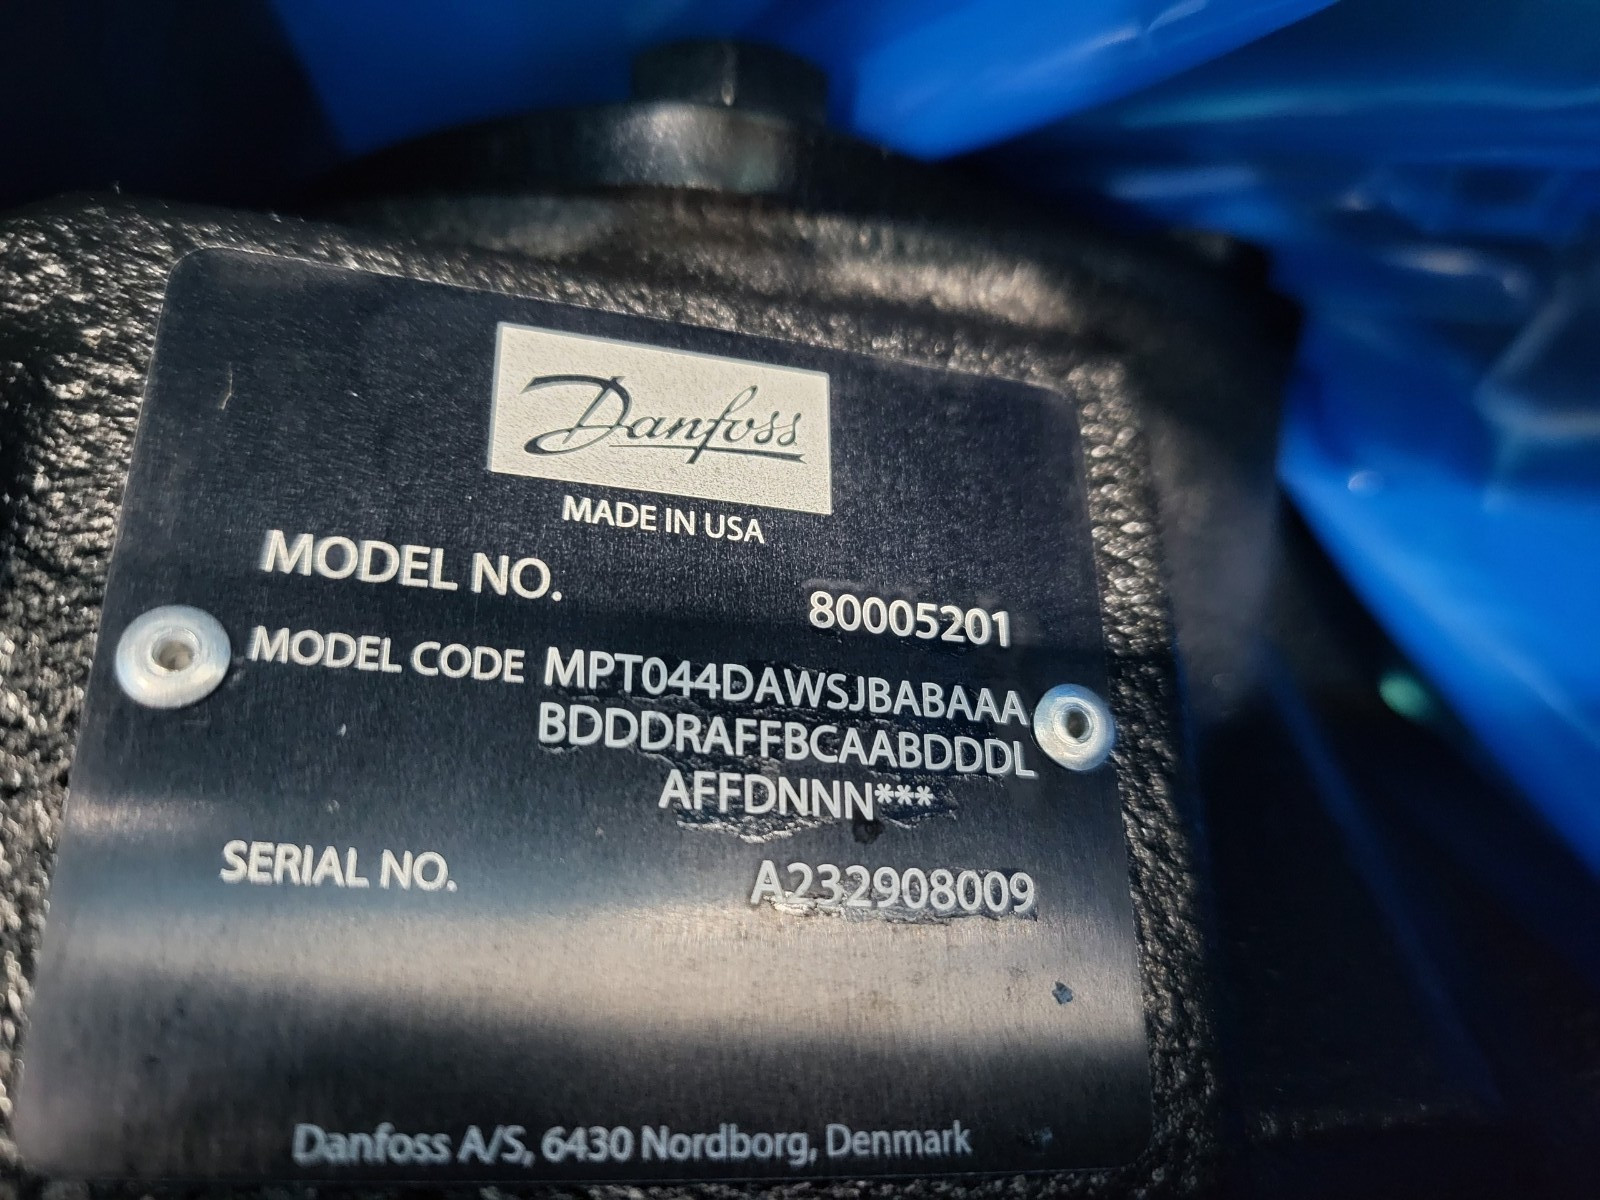 Danfoss
MADE IN USA
MODEL NO. 80005201
MODEL CODE MPT044DAWSJBABAAA
BDDDRAFFBCAABDDDL
AFFDNNN***
SERIAL NO. A232908009
Danfoss A/S, 6430 Nordborg, Denmark